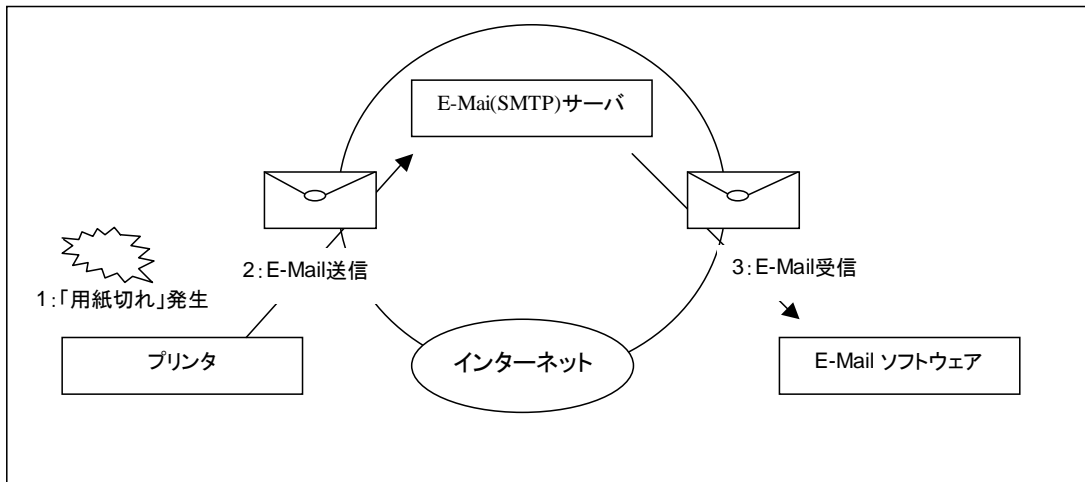 E-Mai(SMTP)サーバ
2:E-Mail送信
3:E-Mail受信
1:「用紙切れ」発生
プリンタ
インターネット
E-Mail ソフトウェア